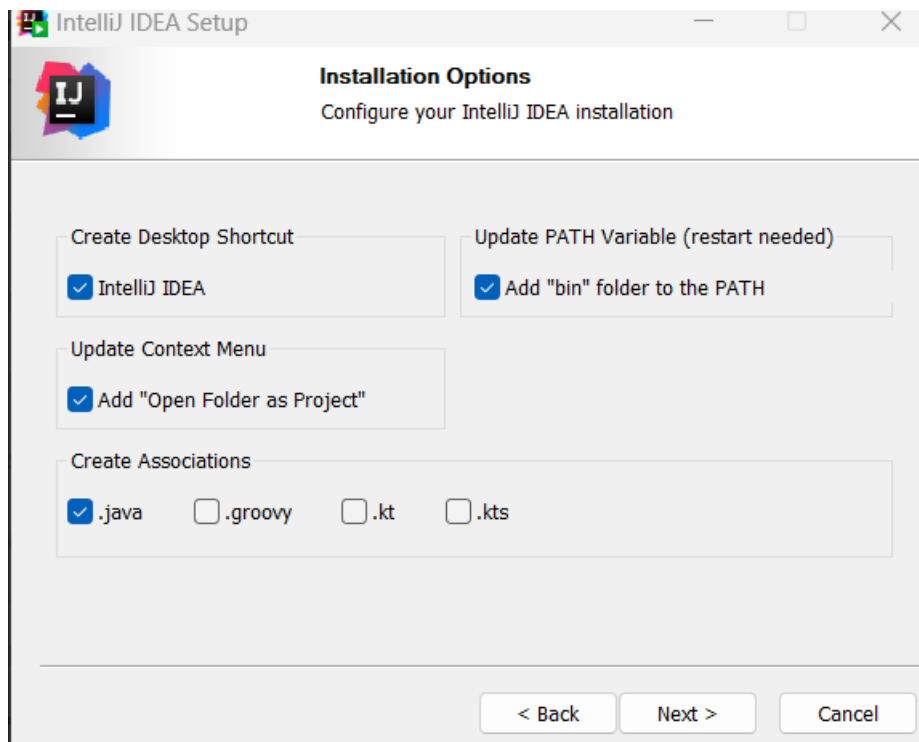 IntelliJ IDEA Setup
IJ
Installation Options
Configure your IntelliJ IDEA installation
Create Desktop Shortcut
IntelliJ IDEA
Update PATH Variable (restart needed)
Add "bin" folder to the PATH
Update Context Menu
Add "Open Folder as Project"
Create Associations
.java .groovy .kt .kts
< Back Next > Cancel